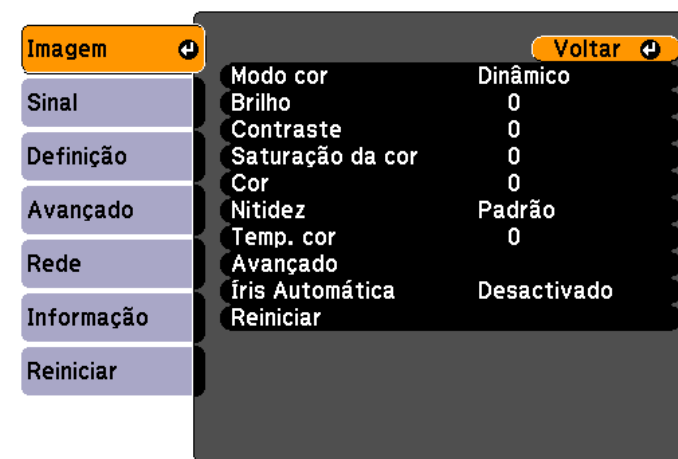 Imagem
Sinal
Definição
Avançado
Rede
Informação
Reiniciar
Voltar
Modo cor Dinâmico
Brilho 0
Contraste 0
Saturação da cor 0
Cor 0
Nitidez Padrão
Temp. cor 0
Avançado
Íris Automática Desactivado
Reiniciar